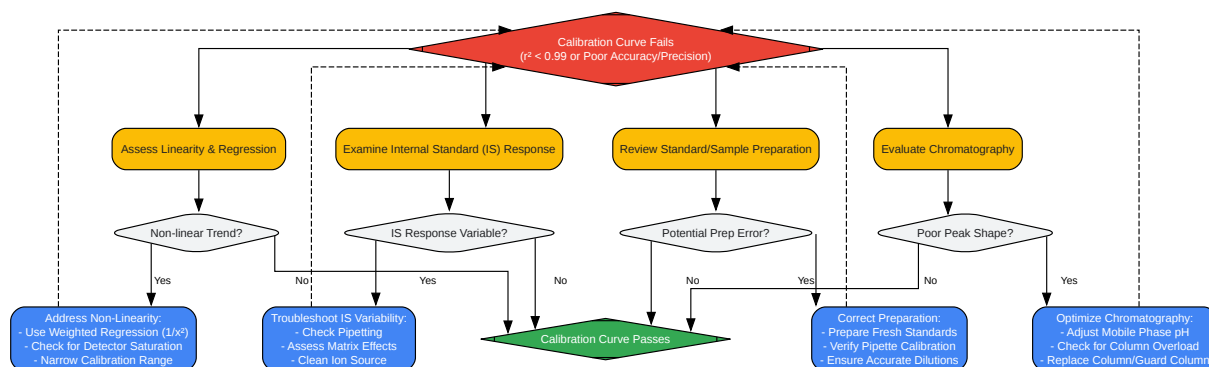 Calibration Curve Fails
(r² < 0.99 or Poor Accuracy/Precision)
Assess Linearity & Regression
Examine Internal Standard (IS) Response
Review Standard/Sample Preparation
Evaluate Chromatography
Non-linear Trend?
IS Response Variable?
Potential Prep Error?
Poor Peak Shape?
Yes
No
Yes
No
Yes
No
Yes
Address Non-Linearity:
- Use Weighted Regression (1/x²)
- Check for Detector Saturation
- Narrow Calibration Range
Troubleshoot IS Variability:
- Check Pipetting
- Assess Matrix Effects
- Clean Ion Source
Calibration Curve Passes
Correct Preparation:
- Prepare Fresh Standards
- Verify Pipette Calibration
- Ensure Accurate Dilutions
Optimize Chromatography:
- Adjust Mobile Phase pH
- Check for Column Overload
- Replace Column/Guard Column